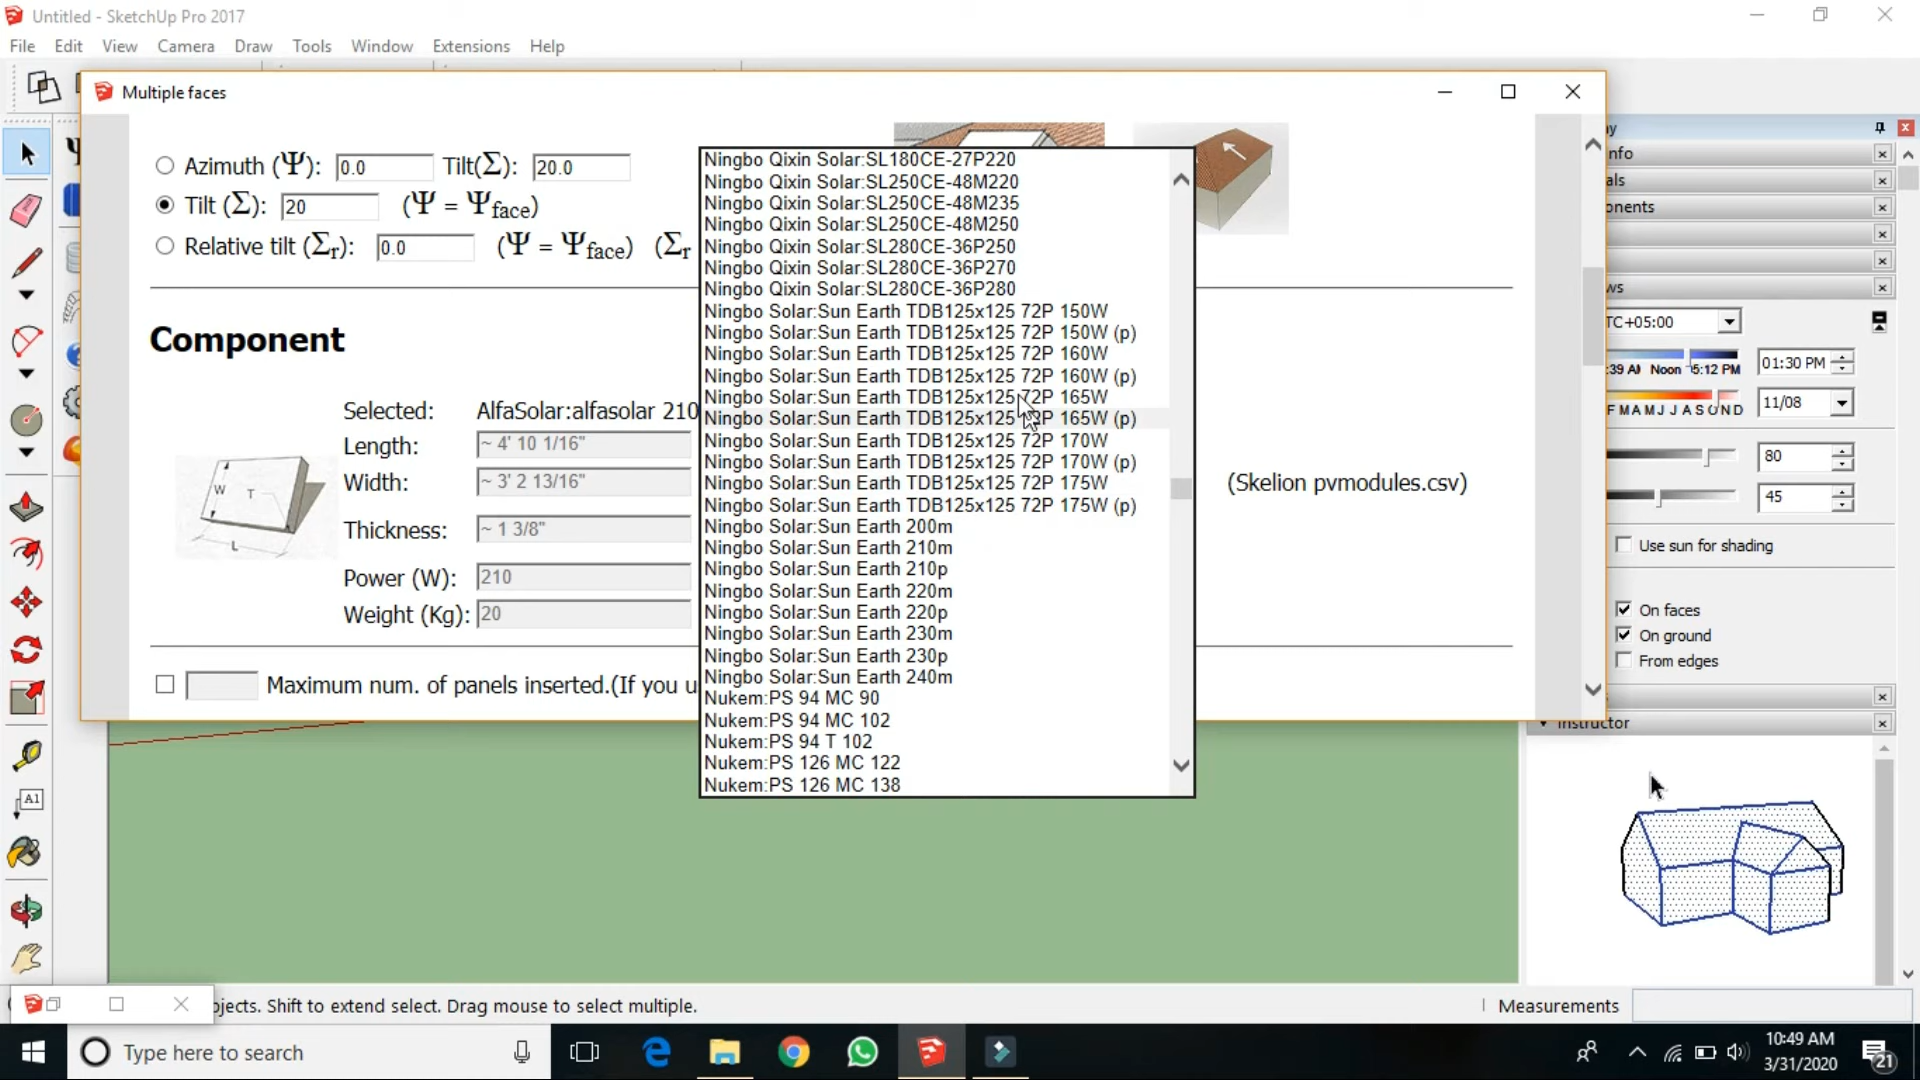 Untitled - SketchUp Pro 2017
File Edit View Camera Draw Tools Window Extensions Help
Multiple faces
Azimuth (Ψ): 0.0 Tilt(Σ): 20.0
Tilt (Σ): 20 (Ψ = Ψface)
Relative tilt (Σr): 0.0 (Ψ = Ψface) (Σr
Component
Selected: AlfaSolar:alfasolar 210
Length: ~ 4' 10 1/16"
Width: ~ 3' 2 13/16"
Thickness: ~ 1 3/8"
Power (W): 210
Weight (Kg): 20
W T L
(Skelion pvmodules.csv)
Maximum num. of panels inserted.(If you u
Ningbo Qixin Solar:SL180CE-27P220
Ningbo Qixin Solar:SL250CE-48M220
Ningbo Qixin Solar:SL250CE-48M235
Ningbo Qixin Solar:SL250CE-48M250
Ningbo Qixin Solar:SL280CE-36P250
Ningbo Qixin Solar:SL280CE-36P270
Ningbo Qixin Solar:SL280CE-36P280
Ningbo Solar:Sun Earth TDB125x125 72P 150W
Ningbo Solar:Sun Earth TDB125x125 72P 150W (p)
Ningbo Solar:Sun Earth TDB125x125 72P 160W
Ningbo Solar:Sun Earth TDB125x125 72P 160W (p)
Ningbo Solar:Sun Earth TDB125x125 72P 165W
Ningbo Solar:Sun Earth TDB125x125 72P 165W (p)
Ningbo Solar:Sun Earth TDB125x125 72P 170W
Ningbo Solar:Sun Earth TDB125x125 72P 170W (p)
Ningbo Solar:Sun Earth TDB125x125 72P 175W
Ningbo Solar:Sun Earth TDB125x125 72P 175W (p)
Ningbo Solar:Sun Earth 200m
Ningbo Solar:Sun Earth 210m
Ningbo Solar:Sun Earth 210p
Ningbo Solar:Sun Earth 220m
Ningbo Solar:Sun Earth 220p
Ningbo Solar:Sun Earth 230m
Ningbo Solar:Sun Earth 230p
Ningbo Solar:Sun Earth 240m
Nukem:PS 94 MC 90
Nukem:PS 94 MC 102
Nukem:PS 94 T 102
Nukem:PS 126 MC 122
Nukem:PS 126 MC 138
ay
nfo
als
onents
ws
TC+05:00
:39 AM Noon 05:12 PM 01:30 PM
F M A M J J A S O N D 11/08
80
45
Use sun for shading
On faces
On ground
From edges
Instructor
A1
bjects. Shift to extend select. Drag mouse to select multiple.
Measurements
Type here to search
10:49 AM
3/31/2020
21